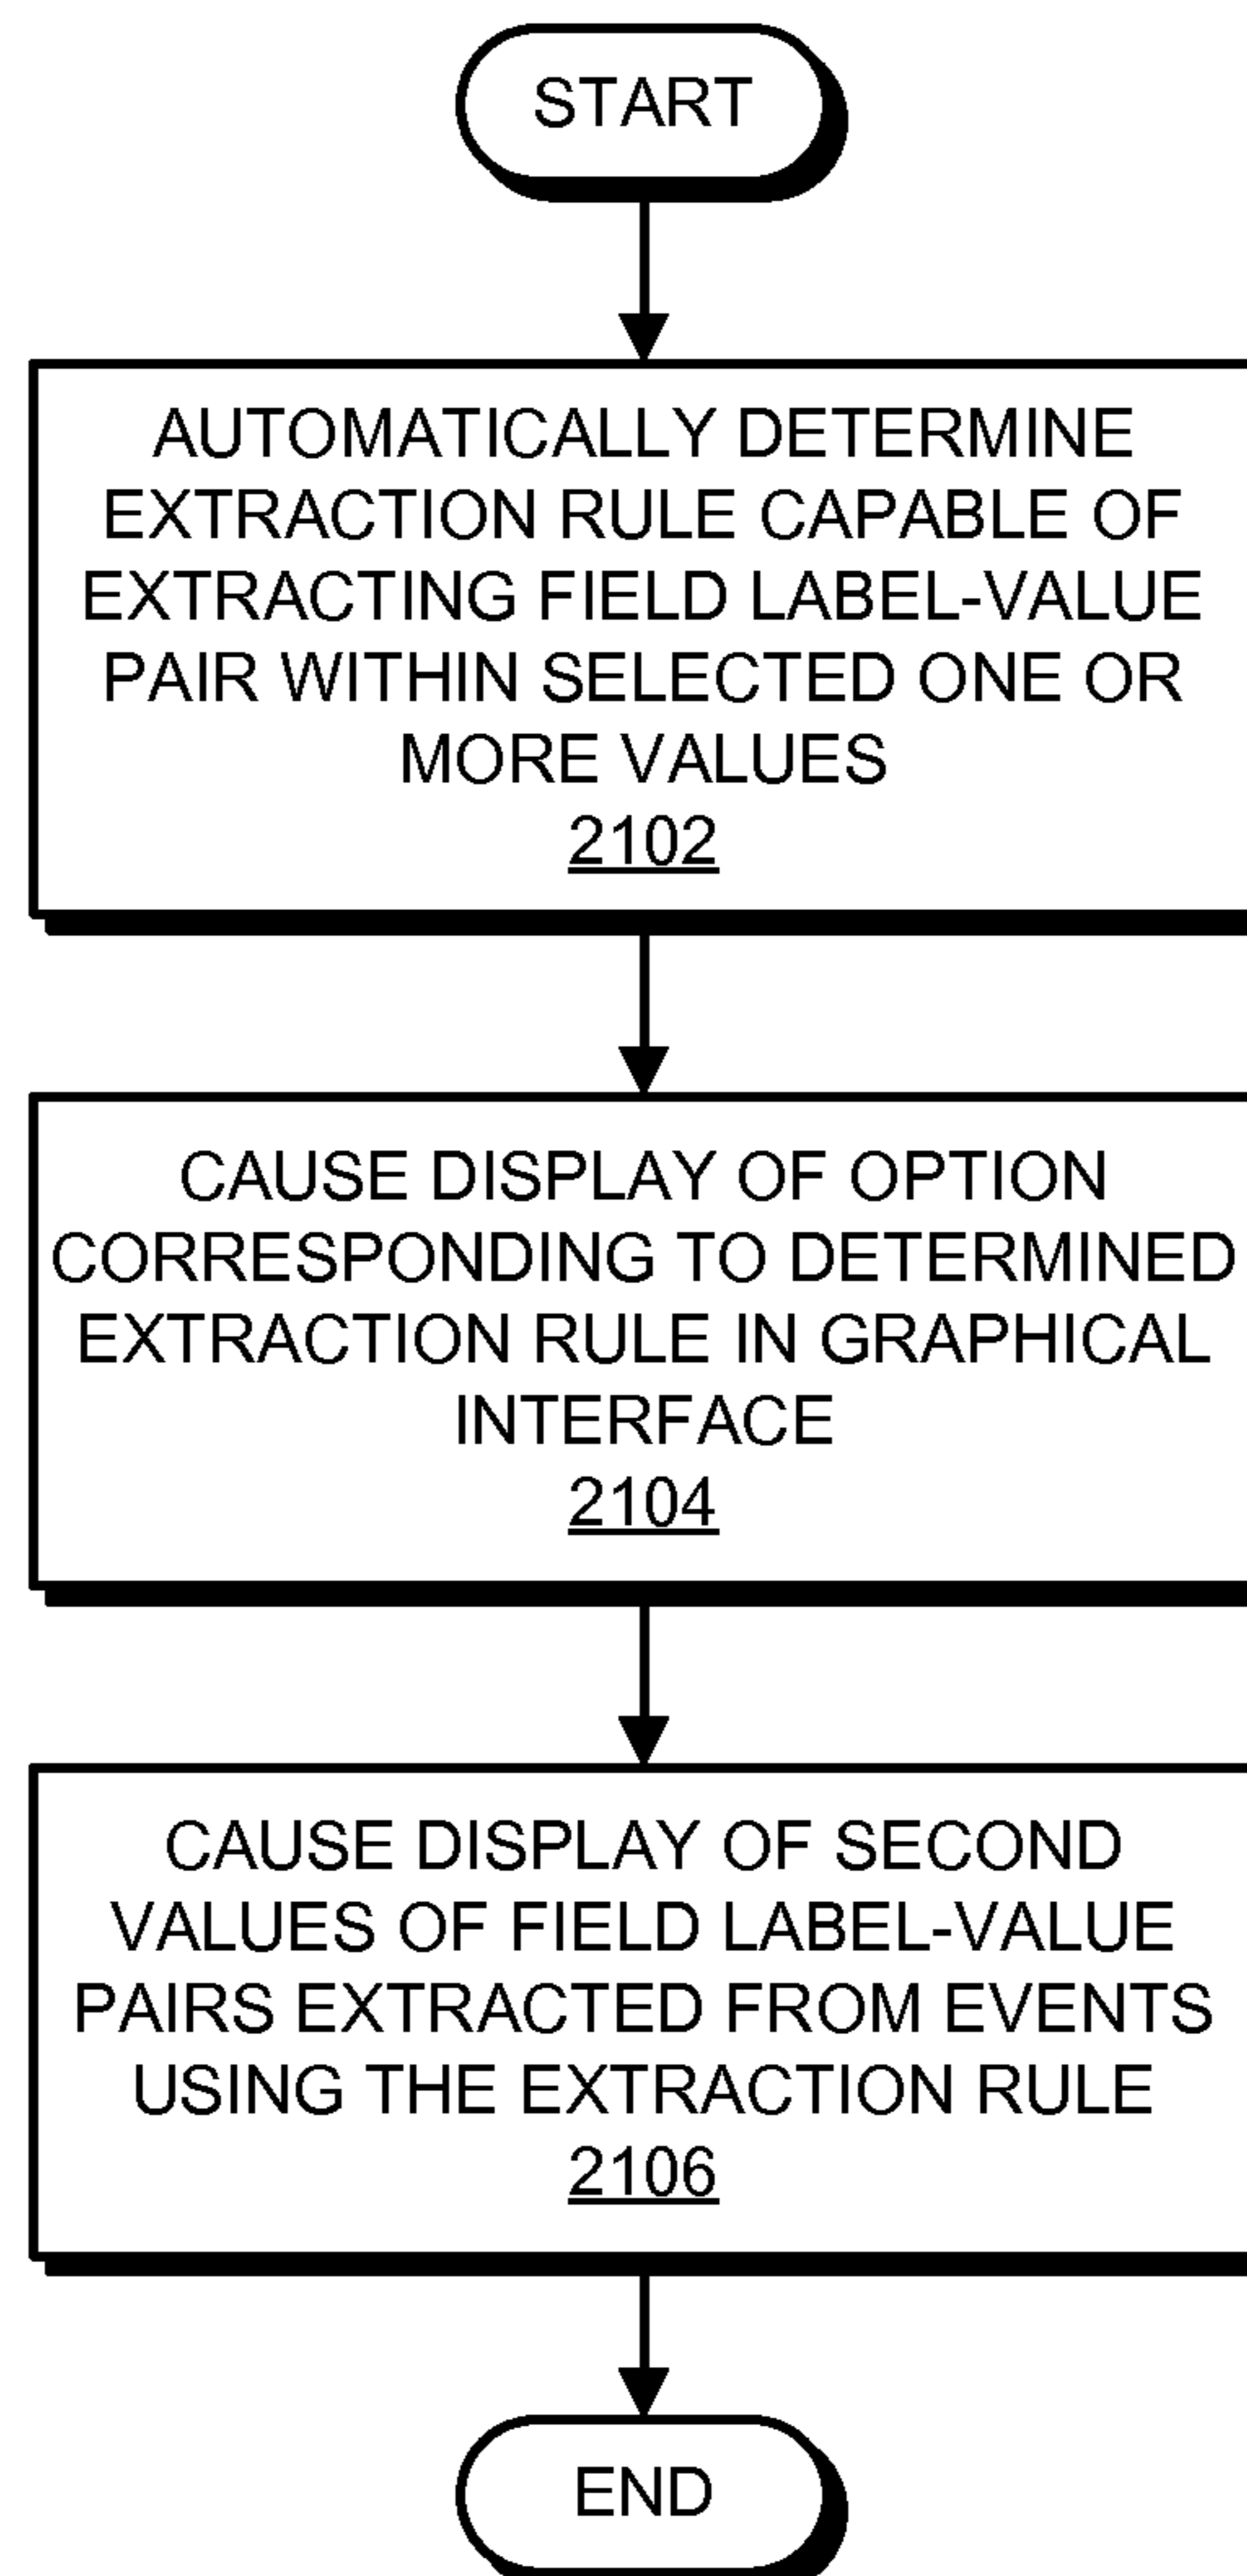 START
AUTOMATICALLY DETERMINE
EXTRACTION RULE CAPABLE OF
EXTRACTING FIELD LABEL-VALUE
PAIR WITHIN SELECTED ONE OR
MORE VALUES
2102
CAUSE DISPLAY OF OPTION
CORRESPONDING TO DETERMINED
EXTRACTION RULE IN GRAPHICAL
INTERFACE
2104
CAUSE DISPLAY OF SECOND
VALUES OF FIELD LABEL-VALUE
PAIRS EXTRACTED FROM EVENTS
USING THE EXTRACTION RULE
2106
END